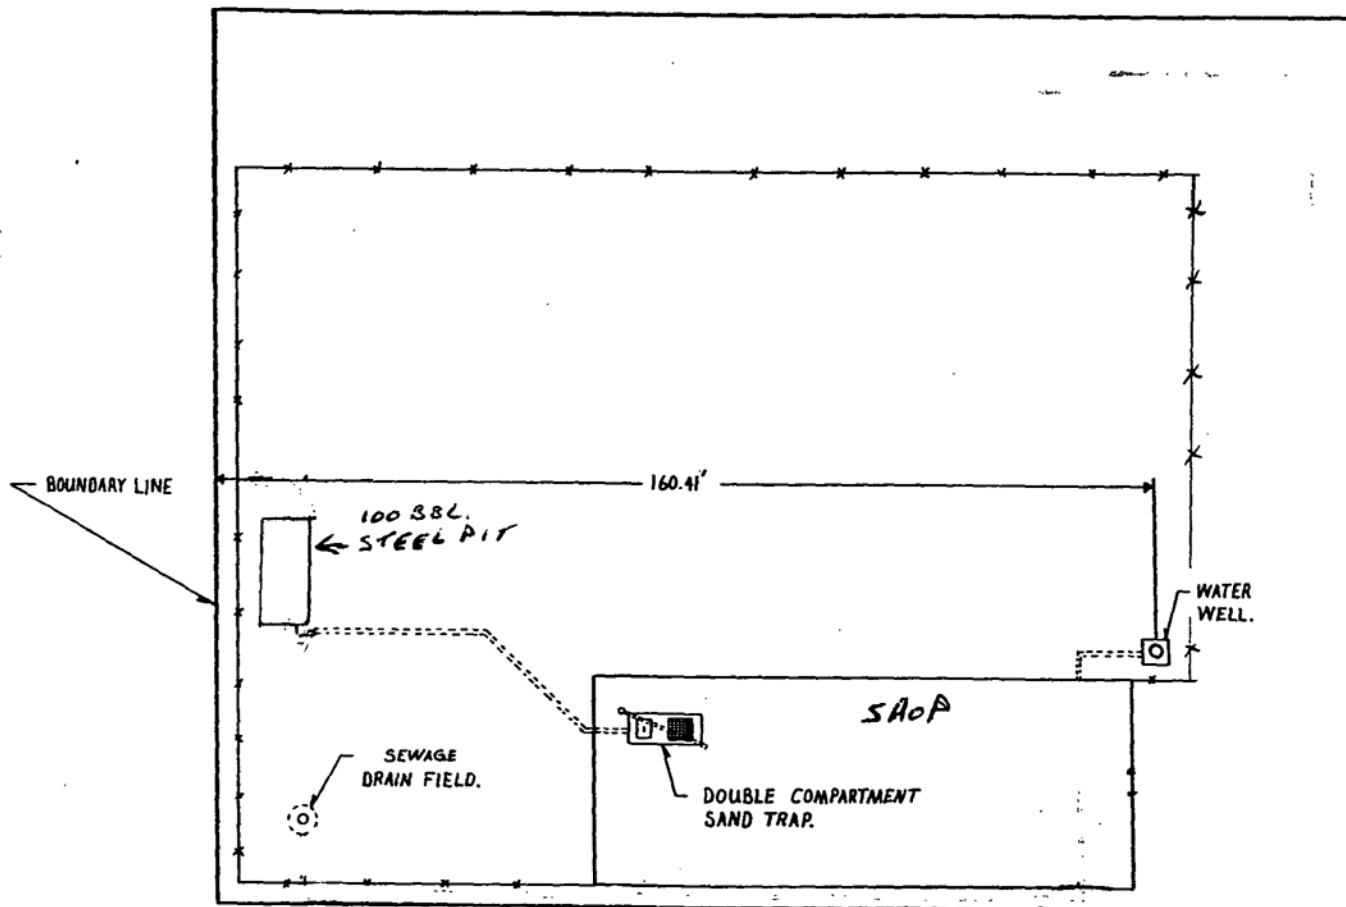 160.41'
BOUNDARY LINE
100 BBL.
STEEL PIT
WATER
WELL.
SHOP
SEWAGE
DRAIN FIELD.
DOUBLE COMPARTMENT
SAND TRAP.